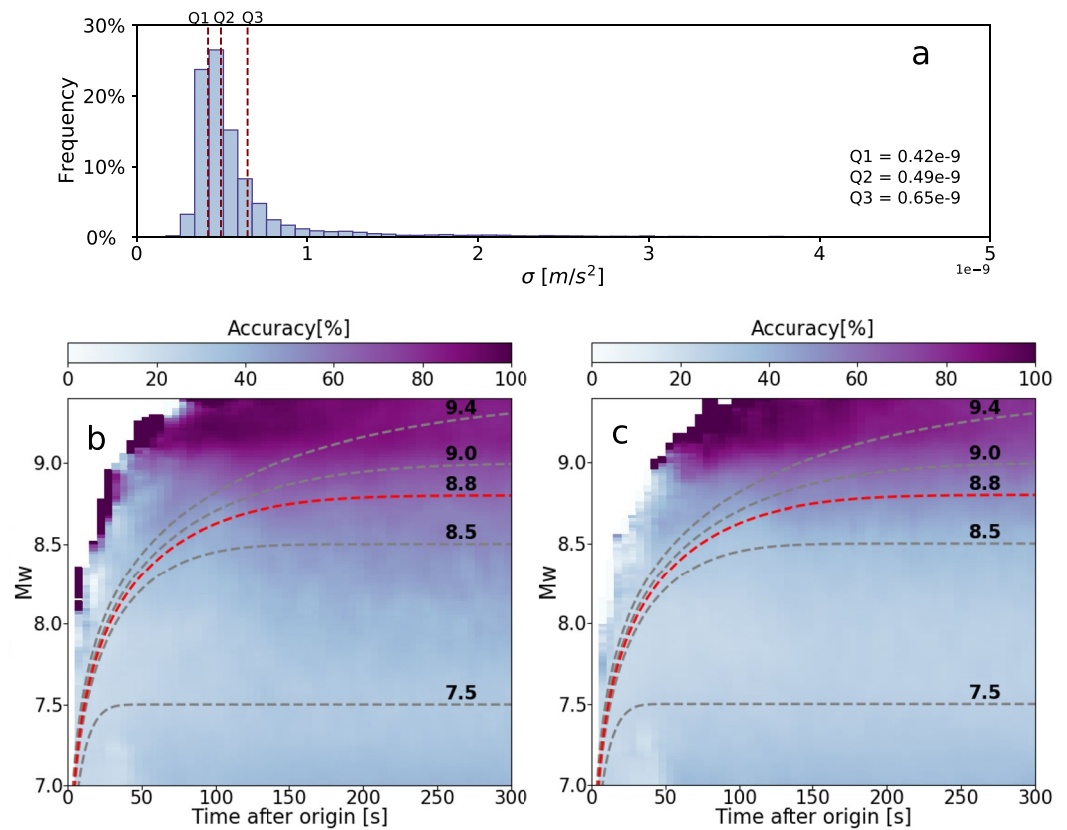 Q1 Q2 Q3
30%
20%
10%
0%
Frequency
a
Q1 = 0.42e-9
Q2 = 0.49e-9
Q3 = 0.65e-9
0 1 2 3 4 5
1e-9
σ [m/s²]
Accuracy[%]
0 20 40 60 80 100
b
9.4
9.0
8.8
8.5
7.5
Mw
9.0
8.5
8.0
7.5
7.0
0 50 100 150 200 250 300
Time after origin [s]
Accuracy[%]
0 20 40 60 80 100
c
9.4
9.0
8.8
8.5
7.5
Mw
9.0
8.5
8.0
7.5
7.0
0 50 100 150 200 250 300
Time after origin [s]